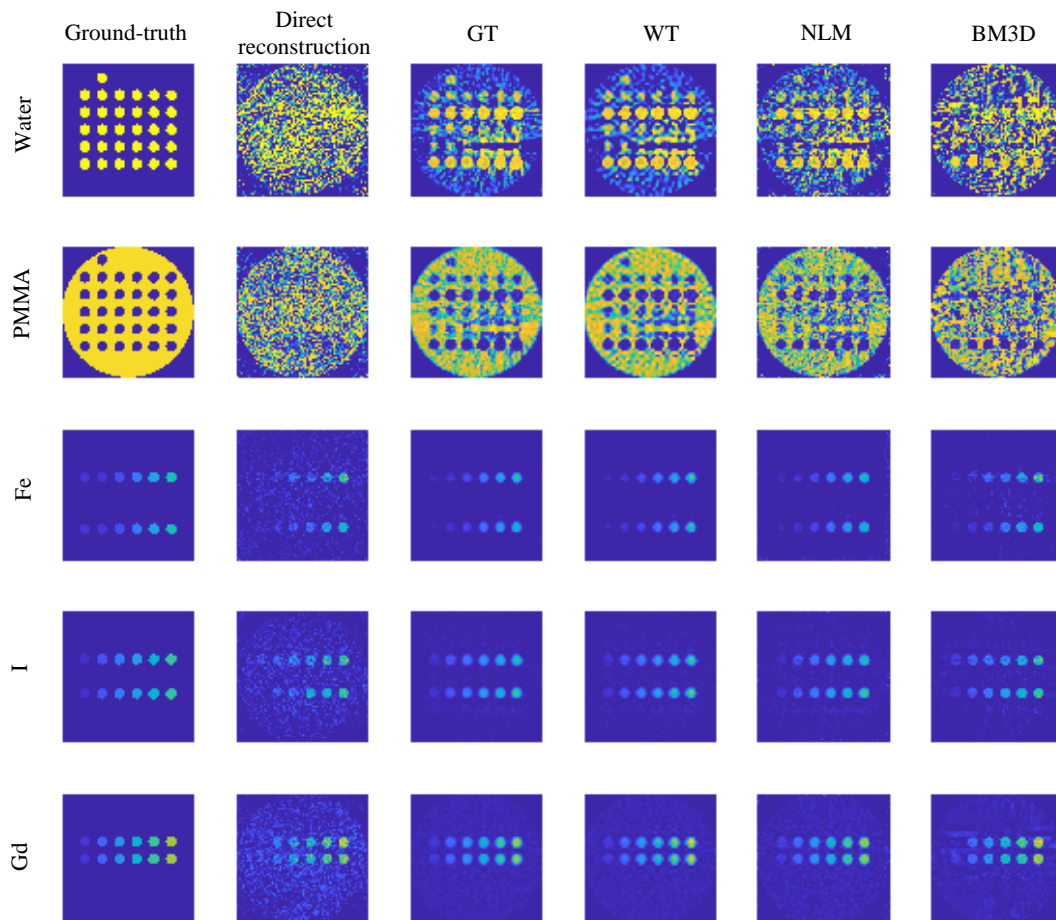 Ground-truth
Direct
reconstruction
GT
WT
NLM
BM3D
Water
PMMA
Fe
I
Gd